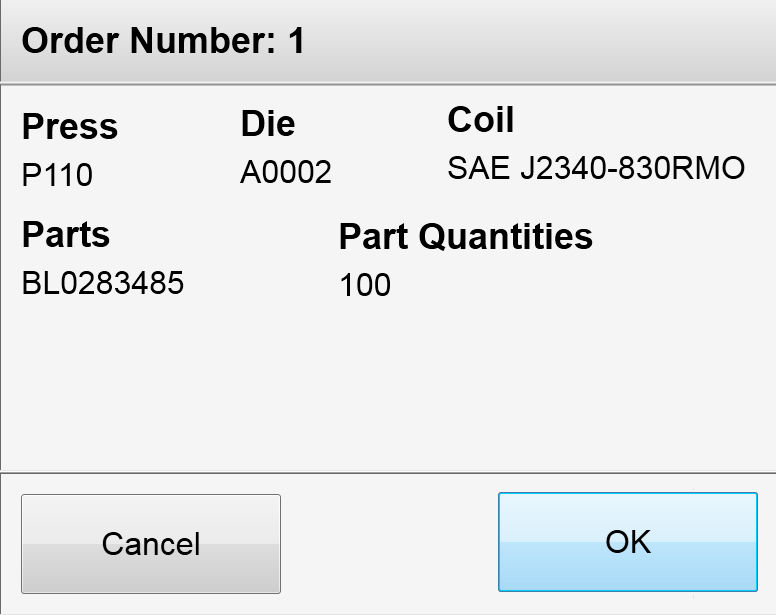 Order Number: 1
Press Die Coil
P110 A0002 SAE J2340-830RMO
Parts Part Quantities
BL0283485 100
Cancel OK